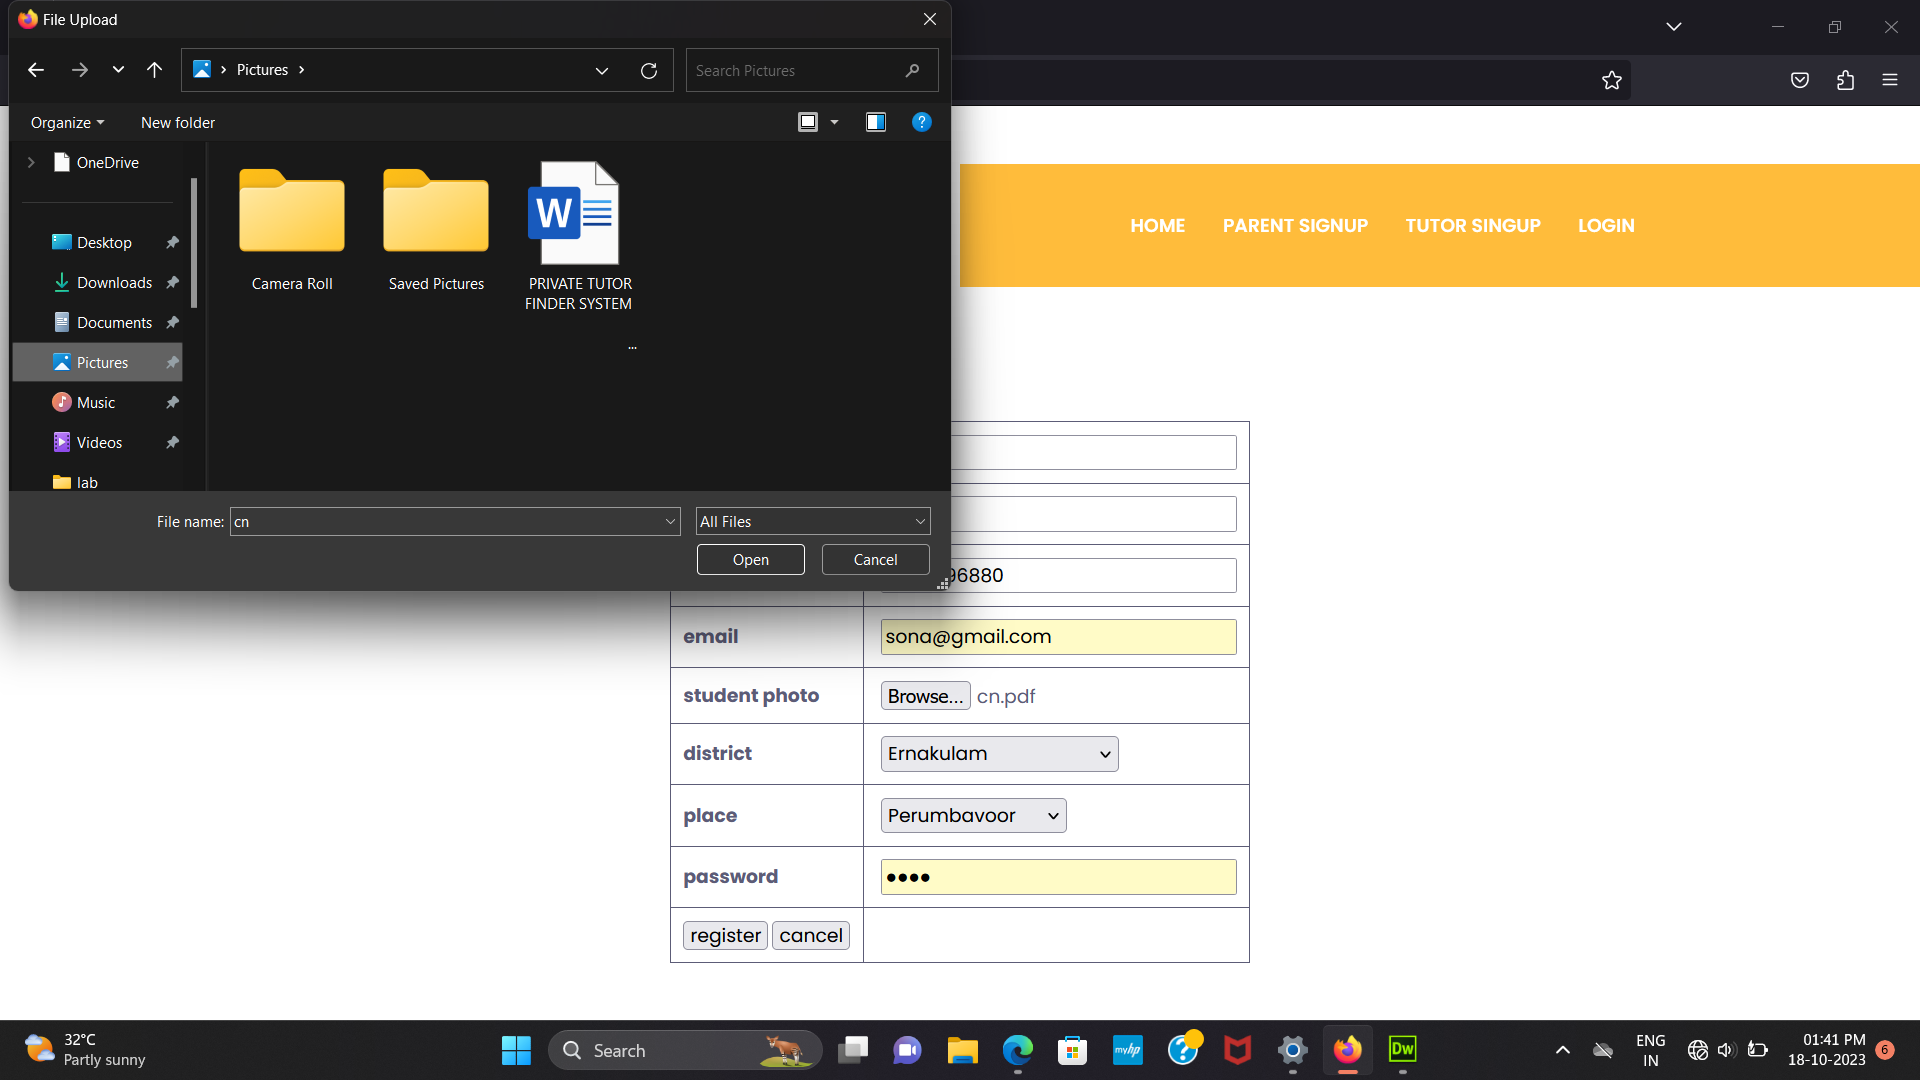 File Upload
Pictures
Search Pictures
Organize
New folder
OneDrive
Desktop
Downloads
Documents
Pictures
Music
Videos
lab
Camera Roll
Saved Pictures
W
PRIVATE TUTOR
FINDER SYSTEM
...
File name: cn
All Files
Open
Cancel
HOME PARENT SIGNUP TUTOR SINGUP LOGIN
96880
email sona@gmail.com
student photo Browse... cn.pdf
district Ernakulam
place Perumbavoor
password ●●●●
register cancel
32°C
Partly sunny
Search
myhp
?
Dw
ENG
IN
01:41 PM
18-10-2023
6